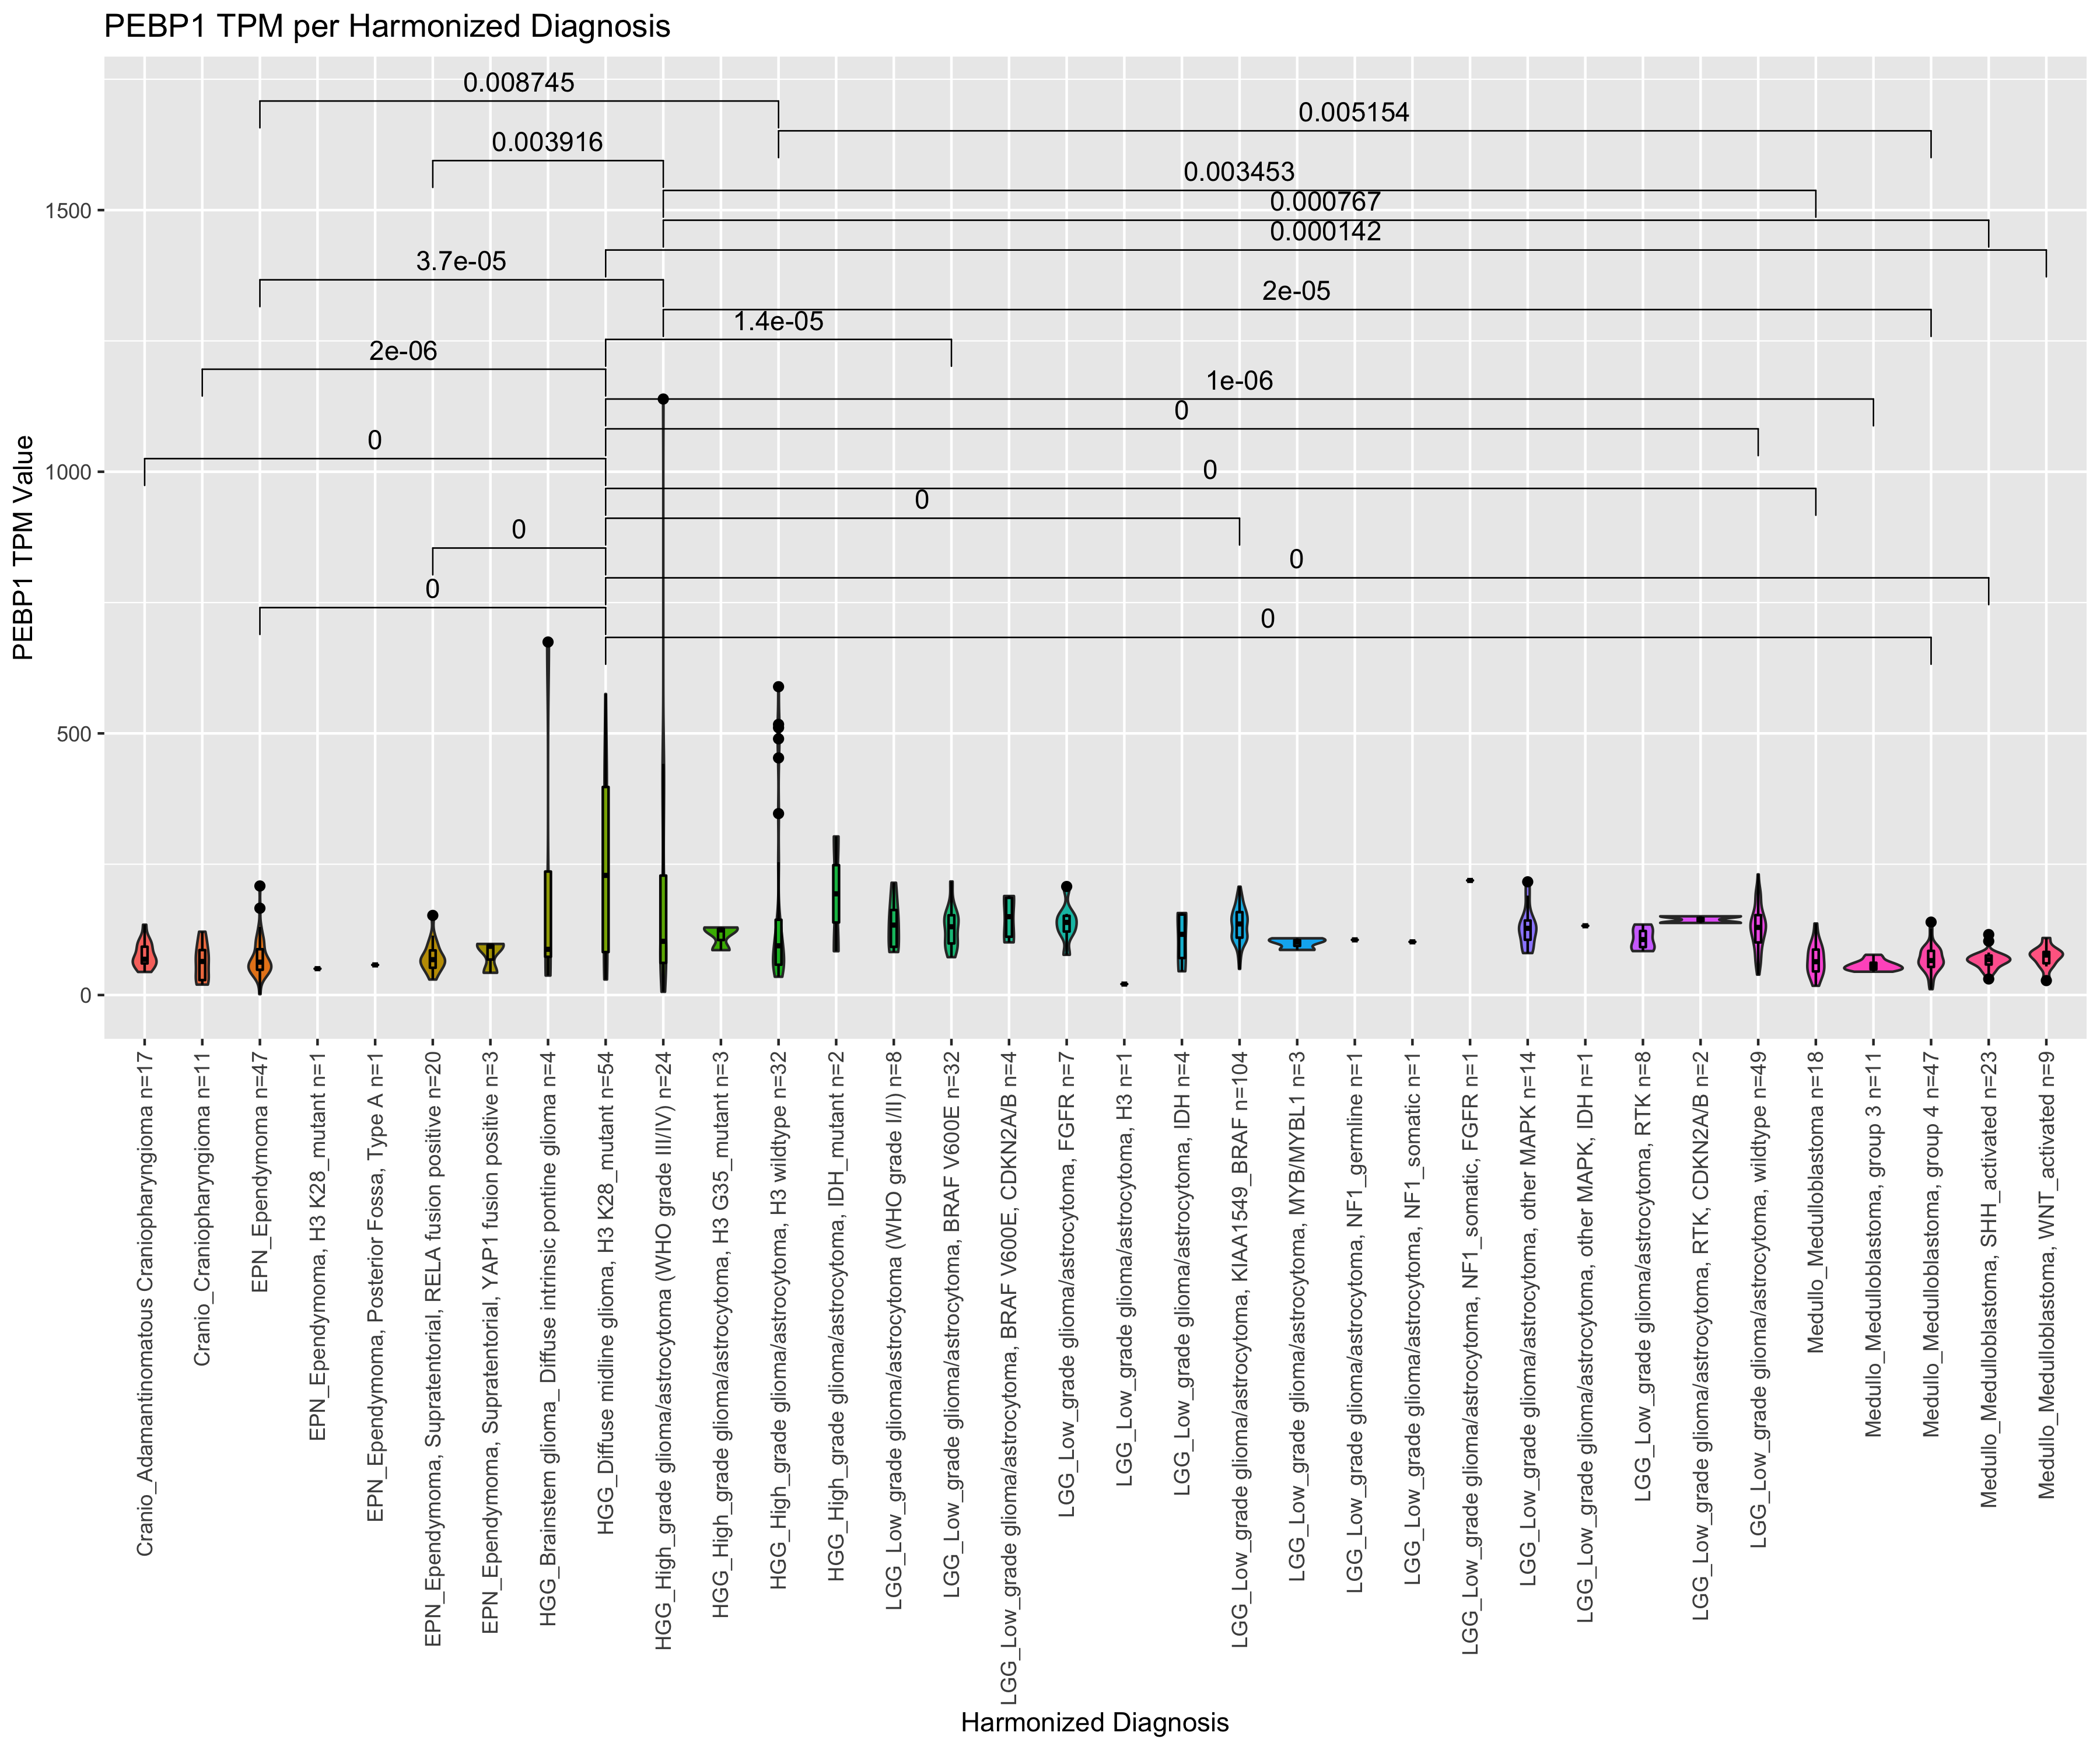 PEBP1 TPM per Harmonized Diagnosis
0.008745
0.005154
0.003916
0.003453
0.000767
0.000142
3.7e-05
2e-05
1.4e-05
2e-06
1e-06
0
0
0
0
0
0
0
0
PEBP1 TPM Value
1500
1000
500
0
Cranio_Adamantinomatous Craniopharyngioma n=17
Cranio_Craniopharyngioma n=11
EPN_Ependymoma n=47
EPN_Ependymoma, H3 K28_mutant n=1
EPN_Ependymoma, Posterior Fossa, Type A n=1
EPN_Ependymoma, Supratentorial, RELA fusion positive n=20
EPN_Ependymoma, Supratentorial, YAP1 fusion positive n=3
HGG_Brainstem glioma_ Diffuse intrinsic pontine glioma n=4
HGG_Diffuse midline glioma, H3 K28_mutant n=54
HGG_High_grade glioma/astrocytoma (WHO grade III/IV) n=24
HGG_High_grade glioma/astrocytoma, H3 G35_mutant n=3
HGG_High_grade glioma/astrocytoma, H3 wildtype n=32
HGG_High_grade glioma/astrocytoma, IDH_mutant n=2
LGG_Low_grade glioma/astrocytoma (WHO grade I/II) n=8
LGG_Low_grade glioma/astrocytoma, BRAF V600E n=32
LGG_Low_grade glioma/astrocytoma, BRAF V600E, CDKN2A/B n=4
LGG_Low_grade glioma/astrocytoma, FGFR n=7
LGG_Low_grade glioma/astrocytoma, H3 n=1
LGG_Low_grade glioma/astrocytoma, IDH n=4
LGG_Low_grade glioma/astrocytoma, KIAA1549_BRAF n=104
LGG_Low_grade glioma/astrocytoma, MYB/MYBL1 n=3
LGG_Low_grade glioma/astrocytoma, NF1_germline n=1
LGG_Low_grade glioma/astrocytoma, NF1_somatic n=1
LGG_Low_grade glioma/astrocytoma, NF1_somatic, FGFR n=1
LGG_Low_grade glioma/astrocytoma, other MAPK n=14
LGG_Low_grade glioma/astrocytoma, other MAPK, IDH n=1
LGG_Low_grade glioma/astrocytoma, RTK n=8
LGG_Low_grade glioma/astrocytoma, RTK, CDKN2A/B n=2
LGG_Low_grade glioma/astrocytoma, wildtype n=49
Medullo_Medulloblastoma n=18
Medullo_Medulloblastoma, group 3 n=11
Medullo_Medulloblastoma, group 4 n=47
Medullo_Medulloblastoma, SHH_activated n=23
Medullo_Medulloblastoma, WNT_activated n=9
Harmonized Diagnosis